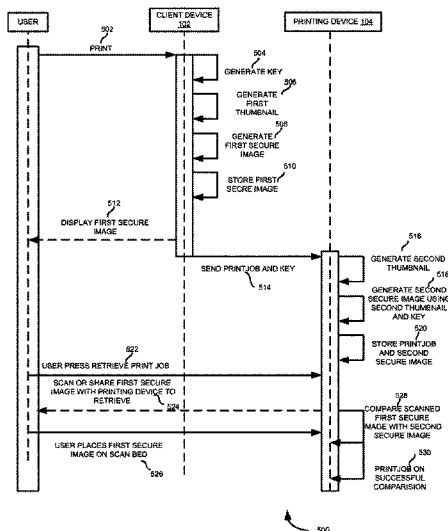 USER
CLIENT DEVICE
102
PRINTING DEVICE 104
502
PRINT
504
GENERATE KEY
506
GENERATE
FIRST
THUMBNAIL
508
GENERATE
FIRST SECURE
IMAGE
510
STORE FIRST
SECRE IMAGE
512
DISPLAY FIRST SECURE
IMAGE
SEND PRINTJOB AND KEY
514
516
GENERATE SECOND
THUMBNAIL
518
GENERATE SECOND
SECURE IMAGE USING
SECOND THUMBNAIL
AND KEY
520
STORE PRINTJOB
AND SECOND
SECURE IMAGE
522
USER PRESS RETRIEVE PRINT JOB
SCAN OR SHARE FIRST SECURE
IMAGE WITH PRINTING DEVICE TO
RETRIEVE 524
528
COMPARE SCANNED
FIRST SECURE
IMAGE WITH SECOND
SECURE IMAGE
USER PLACES FIRST SECURE
IMAGE ON SCAN BED
526
530
PRINTJOB ON
SUCCESSFUL
COMPARISION
500